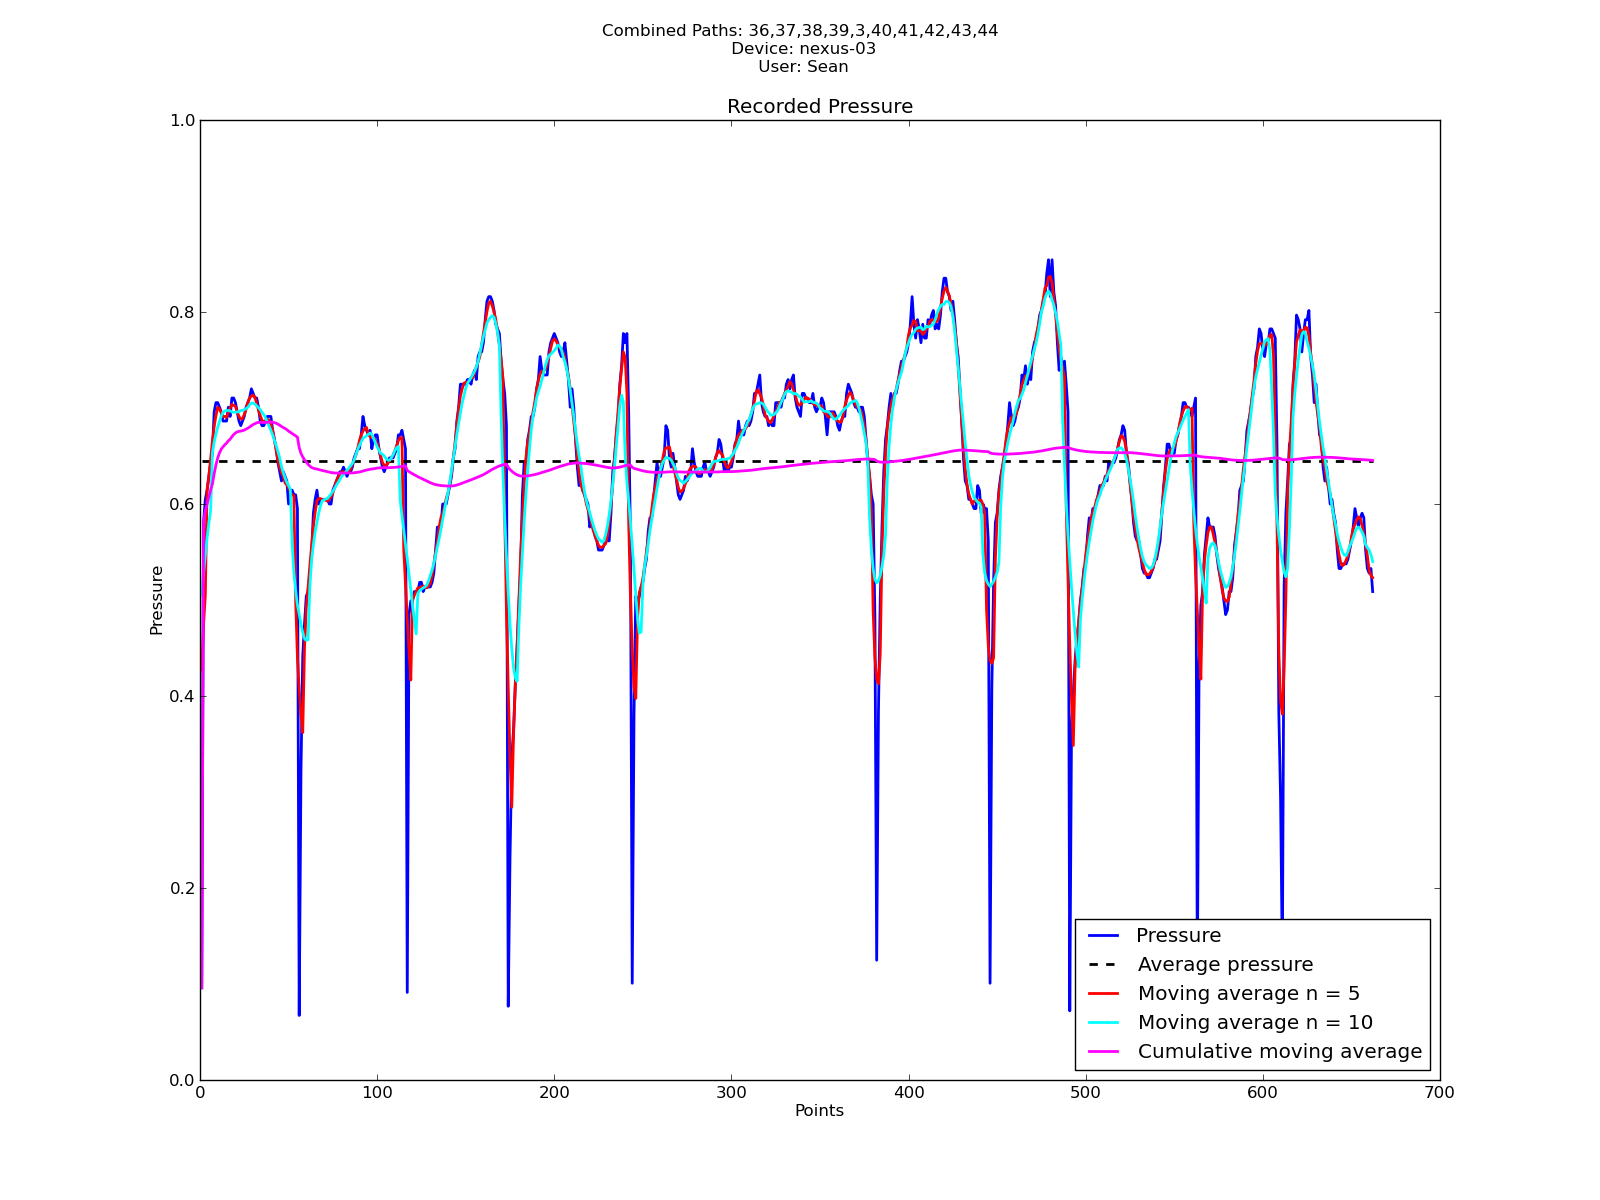 Combined Paths: 36,37,38,39,3,40,41,42,43,44
Device: nexus-03
User: Sean
Recorded Pressure
1.0
0.8
0.6
0.4
0.2
0.0
Pressure
Pressure
Average pressure
Moving average n = 5
Moving average n = 10
Cumulative moving average
0 100 200 300 400 500 600 700
Points